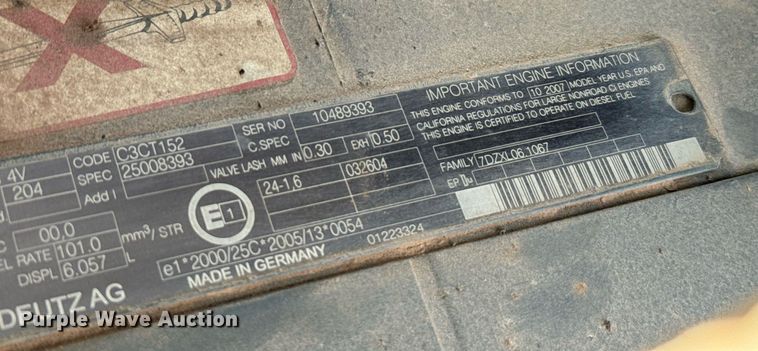 4V
CODE C3CT152
SER NO 10489393
204
SPEC 25008393
C.SPEC
Add I
VALVE LASH MM IN 0.30 EXH 0.50
24-1,6
032604
00.0
EL RATE 101.0 mm³/STR
DISPL 6.057 L
E 1
e1*2000/25C*2005/13*0054
MADE IN GERMANY
01223324
DEUTZ AG
IMPORTANT ENGINE INFORMATION
THIS ENGINE CONFORMS TO 10 2007 MODEL YEAR U.S. EPA AND
CALIFORNIA REGULATIONS FOR LARGE NONROAD CI ENGINES
THIS ENGINE IS CERTIFIED TO OPERATE ON DIESEL FUEL
FAMILY 7DZXL06.1067
EP
Purple Wave Auction